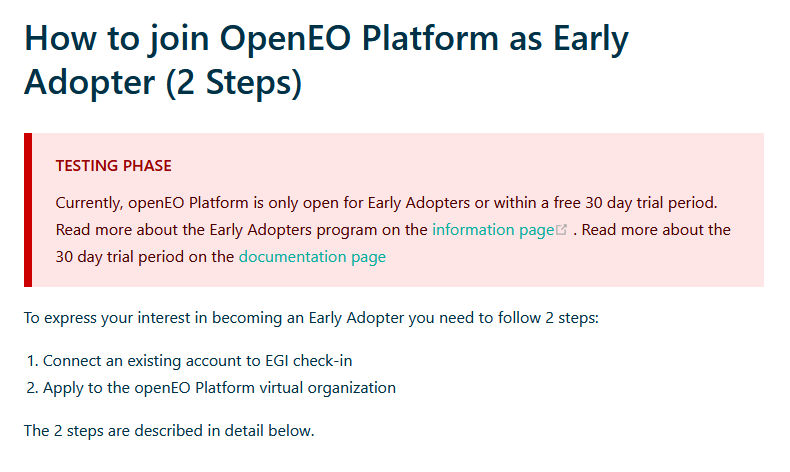 How to join OpenEO Platform as Early
Adopter (2 Steps)
TESTING PHASE
Currently, openEO Platform is only open for Early Adopters or within a free 30 day trial period.
Read more about the Early Adopters program on the information page . Read more about the
30 day trial period on the documentation page
To express your interest in becoming an Early Adopter you need to follow 2 steps:
1. Connect an existing account to EGI check-in
2. Apply to the openEO Platform virtual organization
The 2 steps are described in detail below.